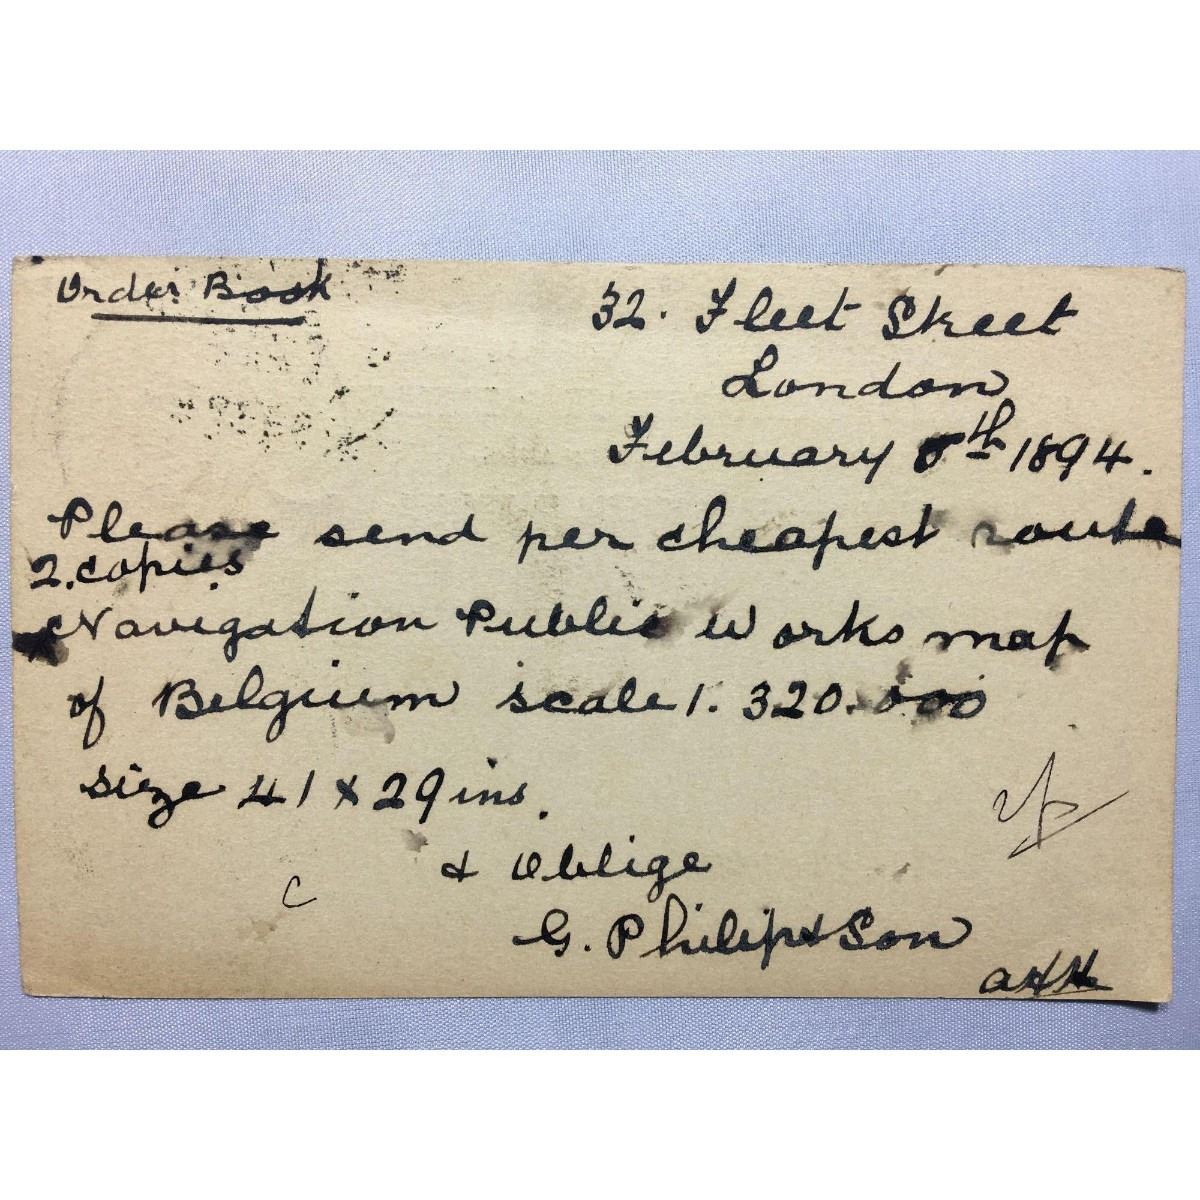 Order Book
32. Fleet Street
London
February 8th 1894.
Please send per cheapest route
2. copies
Navigation Public Works map
of Belgium scale 1. 320.000
size 41 x 29 ins.
& Oblige
G. Philip & Son
C